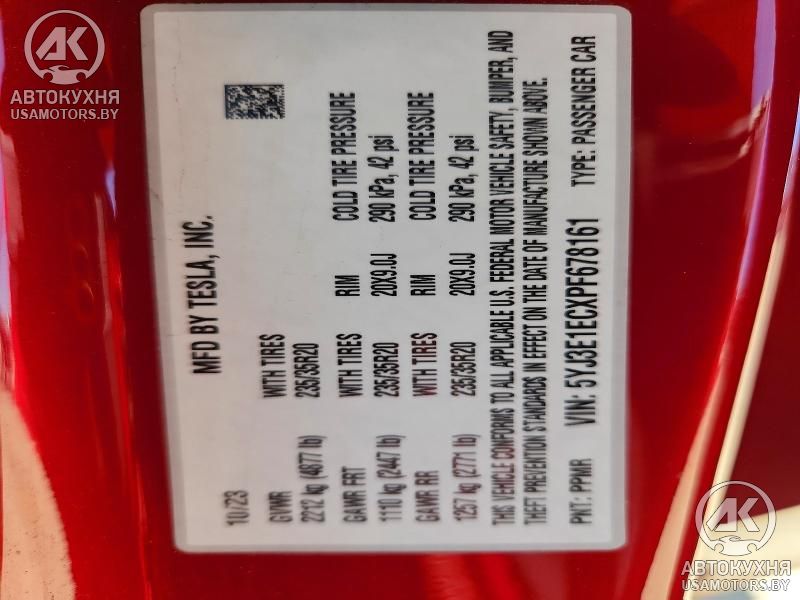 AK
АВТОКУХНЯ
USAMOTORS.BY
MFD BY TESLA, INC.
10/23
GVWR WITH TIRES
2212 kg (4877 lb) 235/35R20
GAWR FRT WITH TIRES RIM COLD TIRE PRESSURE
1110 kg (2447 lb) 235/35R20 20X9.0J 290 kPa, 42 psi
GAWR RR WITH TIRES RIM COLD TIRE PRESSURE
1257 kg (2771 lb) 235/35R20 20X9.0J 290 kPa, 42 psi
THIS VEHICLE CONFORMS TO ALL APPLICABLE U.S. FEDERAL MOTOR VEHICLE SAFETY, BUMPER, AND
THEFT PREVENTION STANDARDS IN EFFECT ON THE DATE OF MANUFACTURE SHOWN ABOVE.
PNT: PPMR VIN: 5YJ3E1ECXPF678161 TYPE: PASSENGER CAR
AK
АВТОКУХНЯ
USAMOTORS.BY